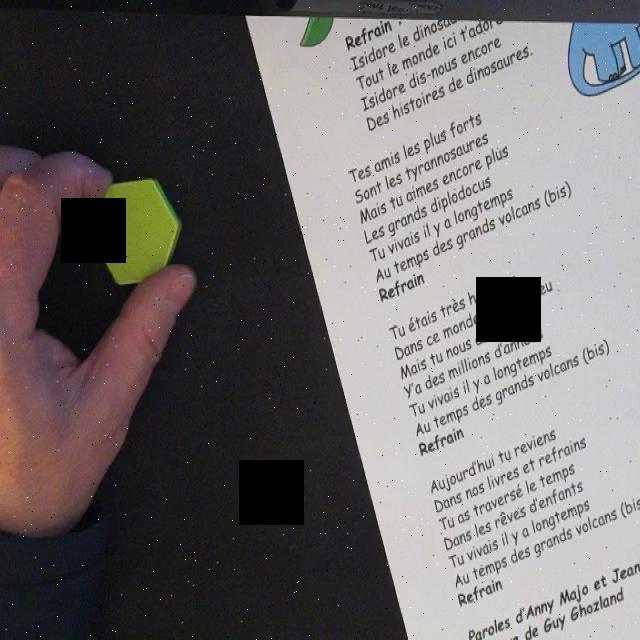 Refrain
Isidore le
Tout le monde ici t'adore
Isidore dis-nous encore
Des histoires de dinosaures.
Tes amis les plus forts
Sont les tyrannosaures
Mais tu aimes encore plus
Les grands diplodocus
Tu vivais il y a longtemps
Au temps des grands volcans (bis)
Refrain
Tu étais très
Dans ce
Mais tu nous
Y'a des millions
Tu vivais il y a longtemps
Au temps des grands volcans (bis)
Refrain
Aujourd'hui tu reviens
Dans nos livres et refrains
Tu as traversé le temps
Dans les rêves d'enfants
Tu vivais il y a longtemps
Au temps des grands volcans
Refrain
Paroles d'Anny Majo et Jean
de Guy Ghozland